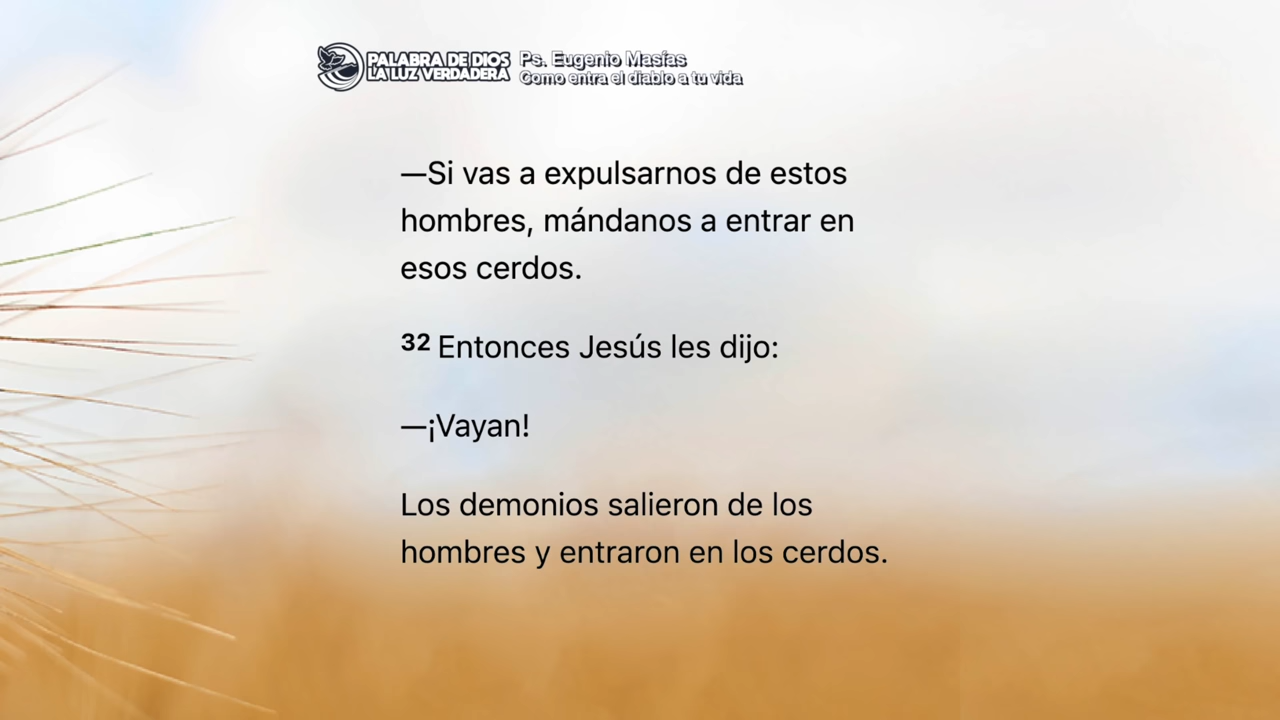 PALABRA DE DIOS
LA LUZ VERDADERA
Ps. Eugenio Masías
Como entra el diablo a tu vida
—Si vas a expulsarnos de estos
hombres, mándanos a entrar en
esos cerdos.
32 Entonces Jesús les dijo:
—¡Vayan!
Los demonios salieron de los
hombres y entraron en los cerdos.